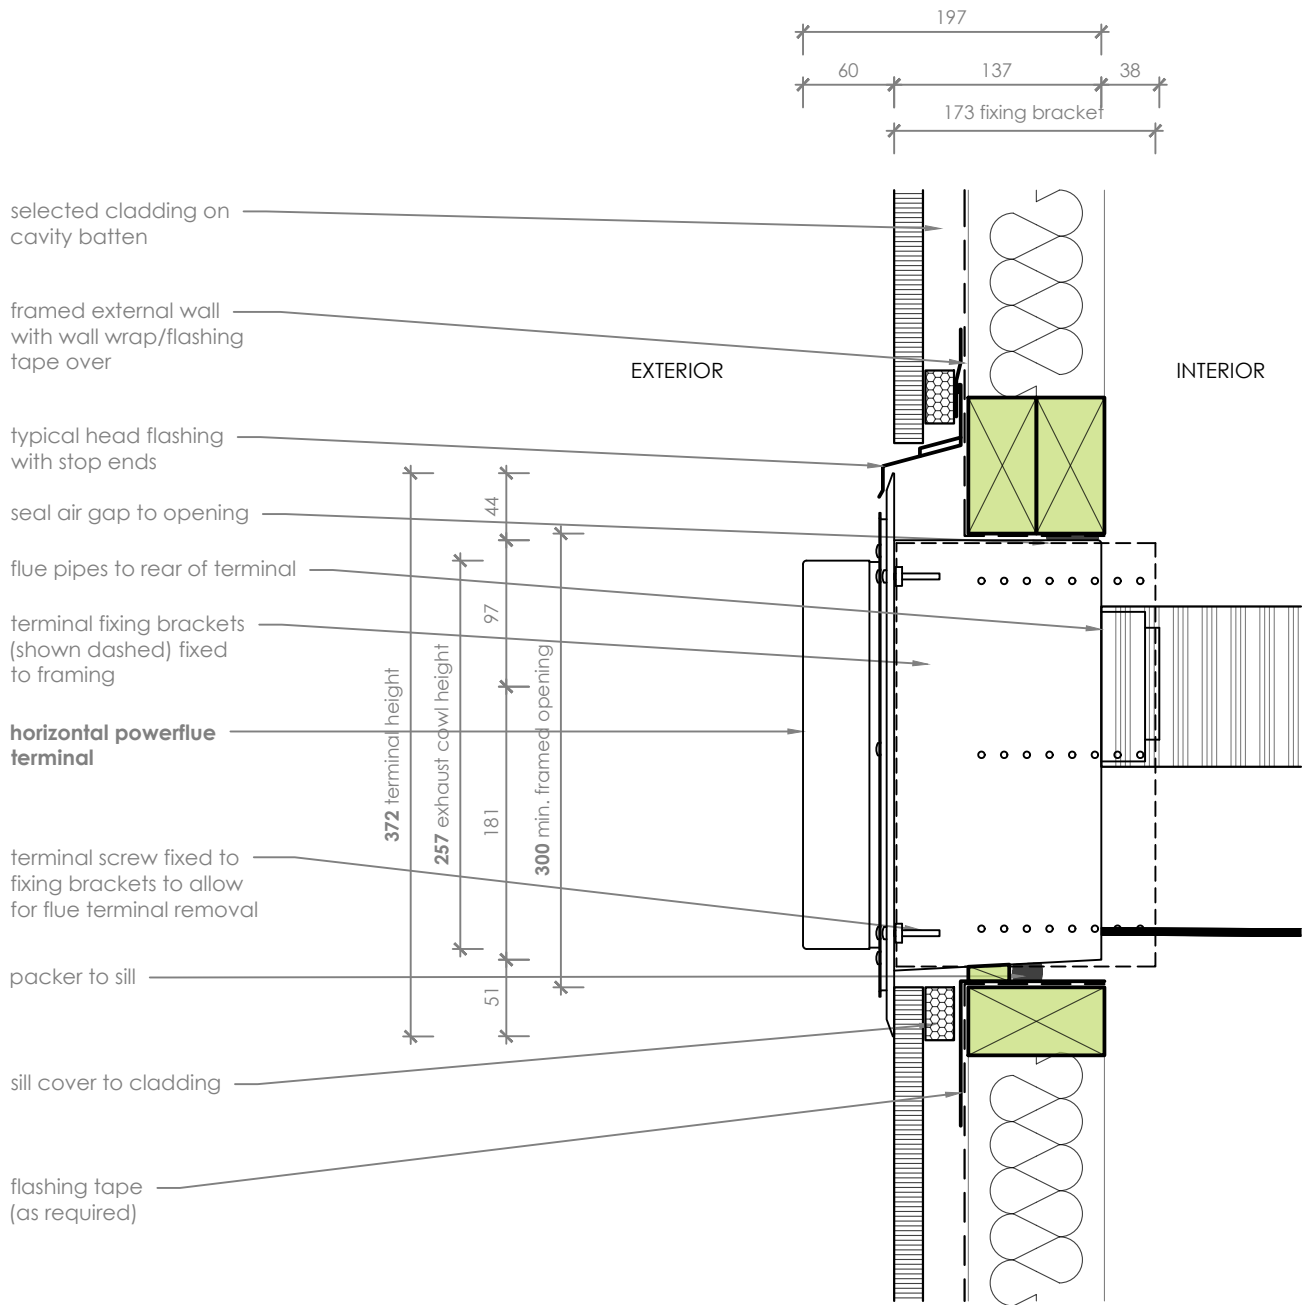 197
60
137
38
173 fixing bracket
selected cladding on
cavity batten
framed external wall
with wall wrap/flashing
tape over
EXTERIOR
INTERIOR
typical head flashing
with stop ends
seal air gap to opening
flue pipes to rear of terminal
terminal fixing brackets
(shown dashed) fixed
to framing
horizontal powerflue
terminal
terminal screw fixed to
fixing brackets to allow
for flue terminal removal
packer to sill
sill cover to cladding
flashing tape
(as required)
372 terminal height
257 exhaust cowl height
44
97
181
51
300 min. framed opening